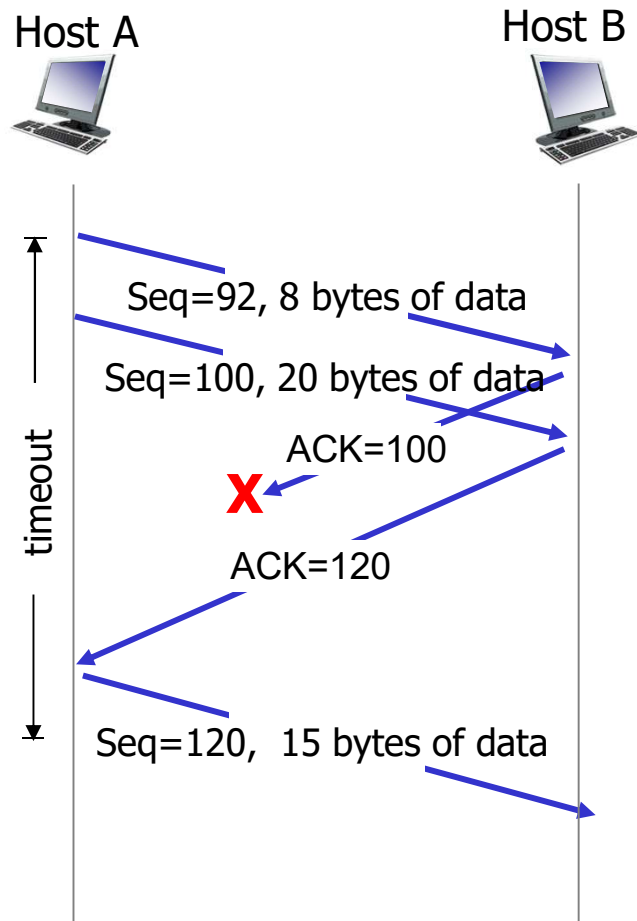 Host A
Host B
Seq=92, 8 bytes of data
Seq=100, 20 bytes of data
ACK=100
X
timeout
ACK=120
Seq=120, 15 bytes of data